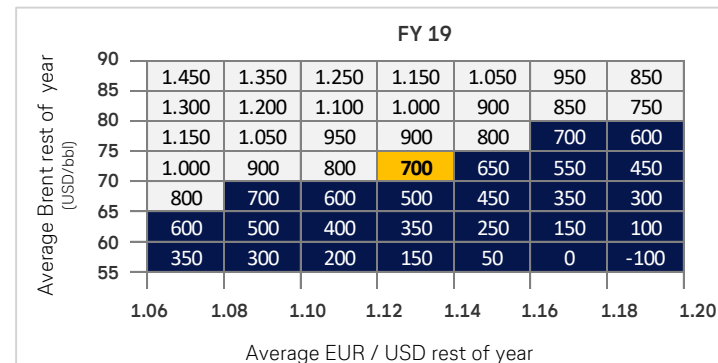 FY 19
Average Brent rest of year
(USD/bbl)
90
1.450 1.350 1.250 1.150 1.050 950 850
85
1.300 1.200 1.100 1.000 900 850 750
80
1.150 1.050 950 900 800 700 600
75
1.000 900 800 700 650 550 450
70
800 700 600 500 450 350 300
65
600 500 400 350 250 150 100
60
350 300 200 150 50 0 -100
55
1.06 1.08 1.10 1.12 1.14 1.16 1.18 1.20
Average EUR / USD rest of year